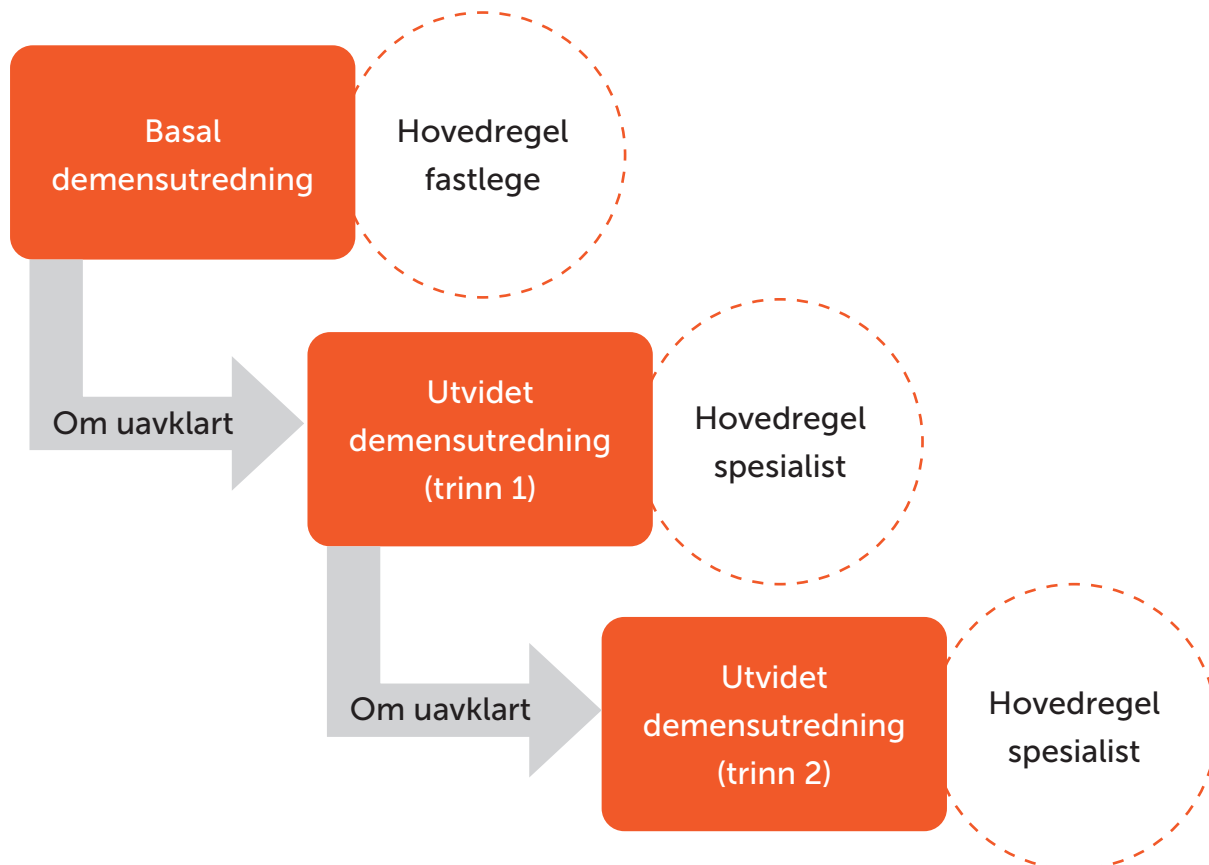 Basal
demensutredning
Hovedregel
fastlege
Om uavklart
Utvidet
demensutredning
(trinn 1)
Hovedregel
spesialist
Om uavklart
Utvidet
demensutredning
(trinn 2)
Hovedregel
spesialist